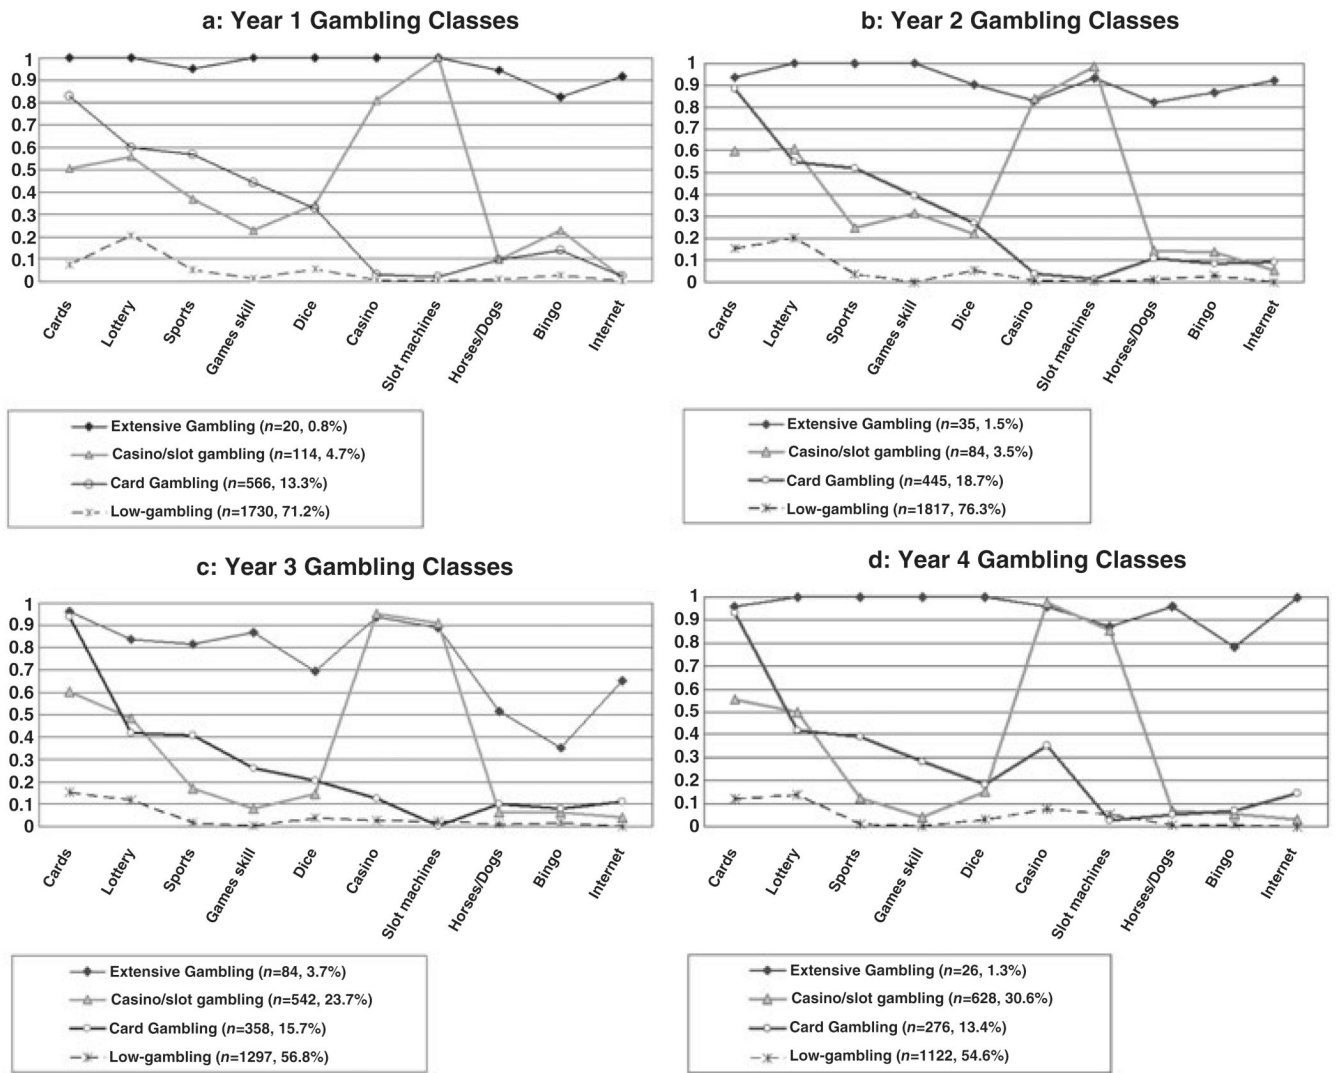 a: Year 1 Gambling Classes
1
0.9
0.8
0.7
0.6
0.5
0.4
0.3
0.2
0.1
0
Cards
Lottery
Sports
Games skill
Dice
Casino
Slot machines
Horses/Dogs
Bingo
Internet
Extensive Gambling (n=20, 0.8%)
Casino/slot gambling (n=114, 4.7%)
Card Gambling (n=566, 13.3%)
Low-gambling (n=1730, 71.2%)
b: Year 2 Gambling Classes
1
0.9
0.8
0.7
0.6
0.5
0.4
0.3
0.2
0.1
0
Cards
Lottery
Sports
Games skill
Dice
Casino
Slot machines
Horses/Dogs
Bingo
Internet
Extensive Gambling (n=35, 1.5%)
Casino/slot gambling (n=84, 3.5%)
Card Gambling (n=445, 18.7%)
Low-gambling (n=1817, 76.3%)
c: Year 3 Gambling Classes
1
0.9
0.8
0.7
0.6
0.5
0.4
0.3
0.2
0.1
0
Cards
Lottery
Sports
Games skill
Dice
Casino
Slot machines
Horses/Dogs
Bingo
Internet
Extensive Gambling (n=84, 3.7%)
Casino/slot gambling (n=542, 23.7%)
Card Gambling (n=358, 15.7%)
Low-gambling (n=1297, 56.8%)
d: Year 4 Gambling Classes
1
0.9
0.8
0.7
0.6
0.5
0.4
0.3
0.2
0.1
0
Cards
Lottery
Sports
Games skill
Dice
Casino
Slot machines
Horses/Dogs
Bingo
Internet
Extensive Gambling (n=26, 1.3%)
Casino/slot gambling (n=628, 30.6%)
Card Gambling (n=276, 13.4%)
Low-gambling (n=1122, 54.6%)